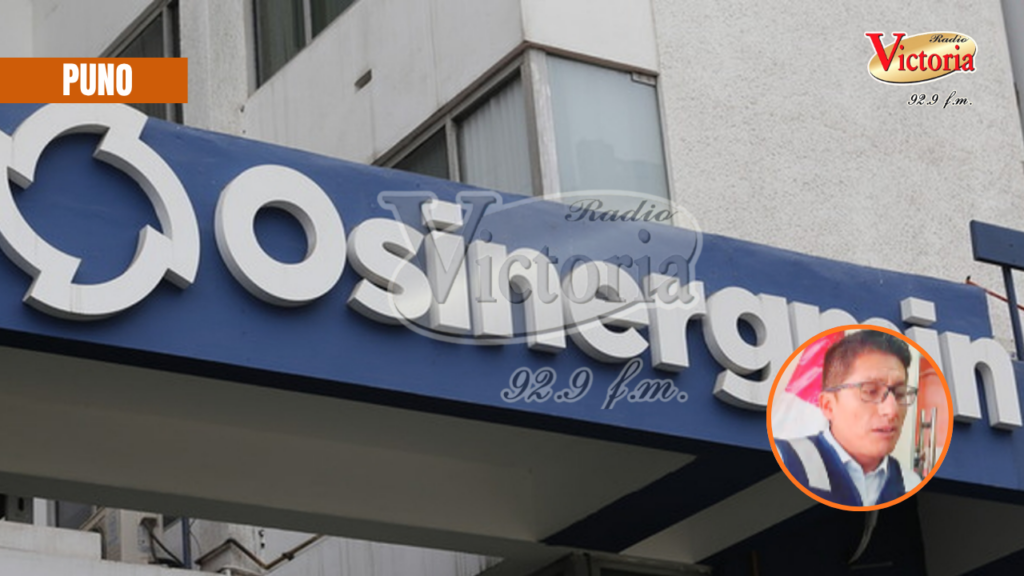 PUNO
Radio
Victoria
92.9 f.m.
Osinergmin
Radio
Victoria
92.9 f.m.